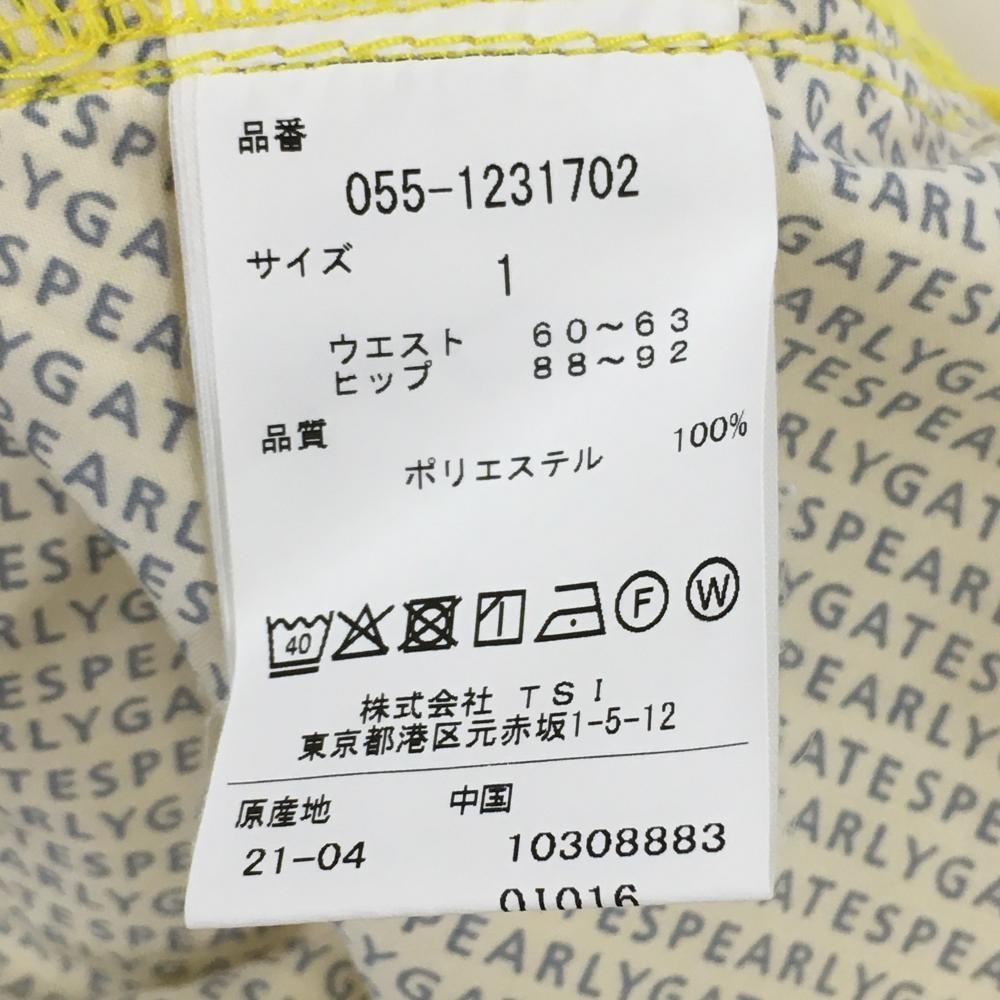 品番
055-1231702
サイズ 1
ウエスト 60～63
ヒップ 88～92
品質
ポリエステル 100%
40 F W
株式会社 TSI
東京都港区元赤坂1-5-12
原産地 中国
21-04 10308883
01016
PEARLYGATES